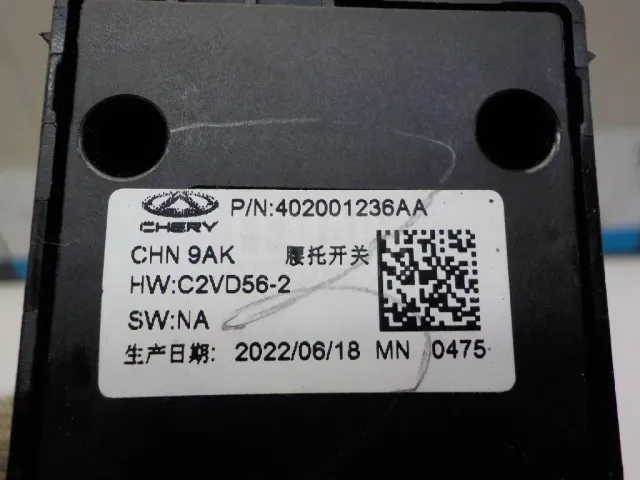 CHERY P/N:402001236AA
CHN 9AK 腰托开关
HW:C2VD56-2
SW:NA
生产日期: 2022/06/18 MN 0475